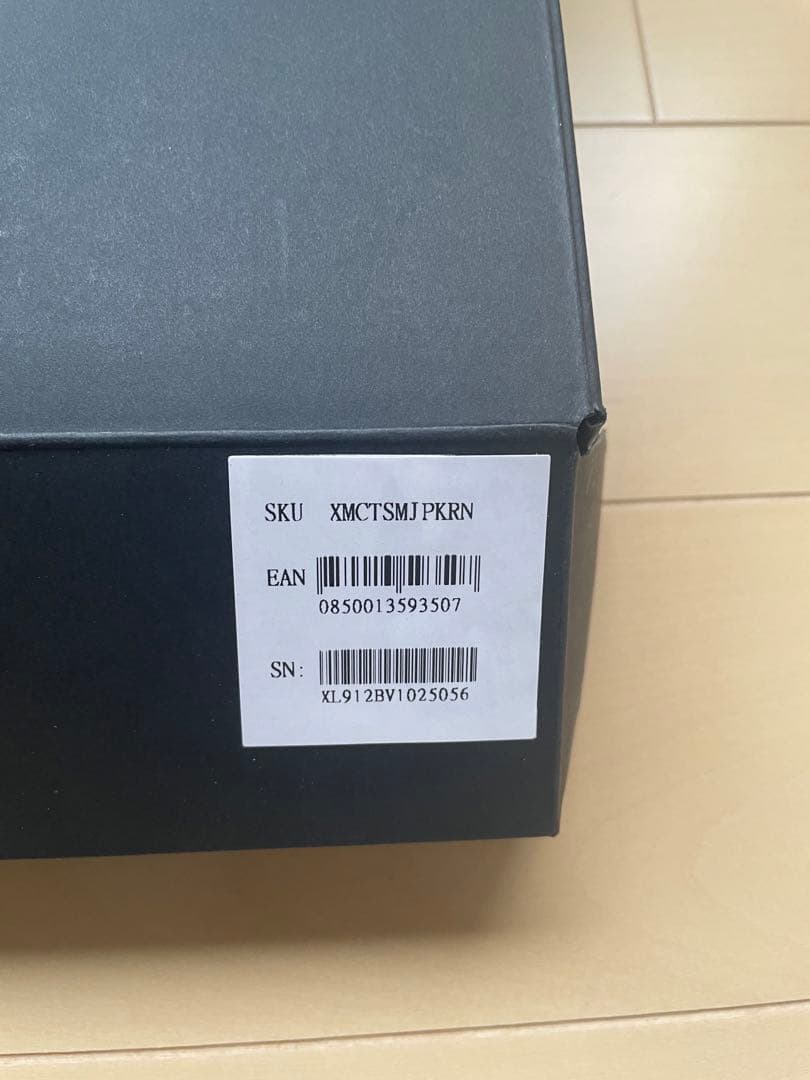 SKU XMCTSMJPKRN
EAN
0850013593507
SN:
XL912BV1025056